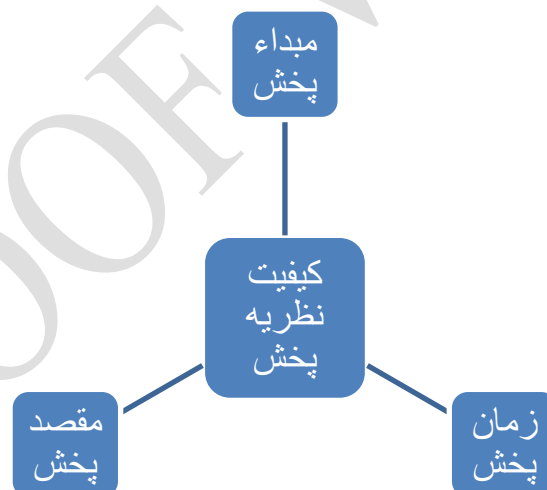 مبداء
پخش
کیفیت
نظریه
پخش
زمان
پخش
مقصد
پخش